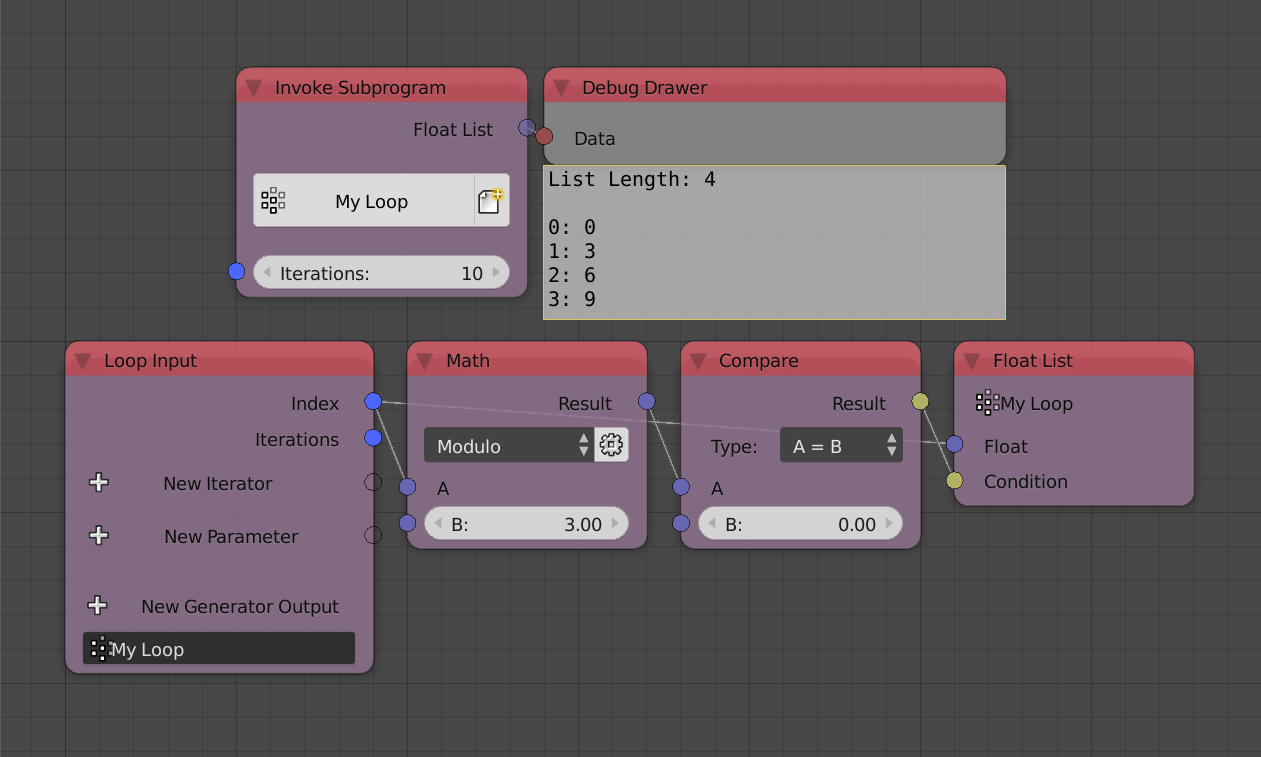 Invoke Subprogram
Float List
My Loop
Iterations: 10
Debug Drawer
Data
List Length: 4
0: 0
1: 3
2: 6
3: 9
Loop Input
Index
Iterations
New Iterator
New Parameter
New Generator Output
My Loop
Math
Result
Modulo
A
B: 3.00
Compare
Result
Type: A = B
A
B: 0.00
Float List
My Loop
Float
Condition